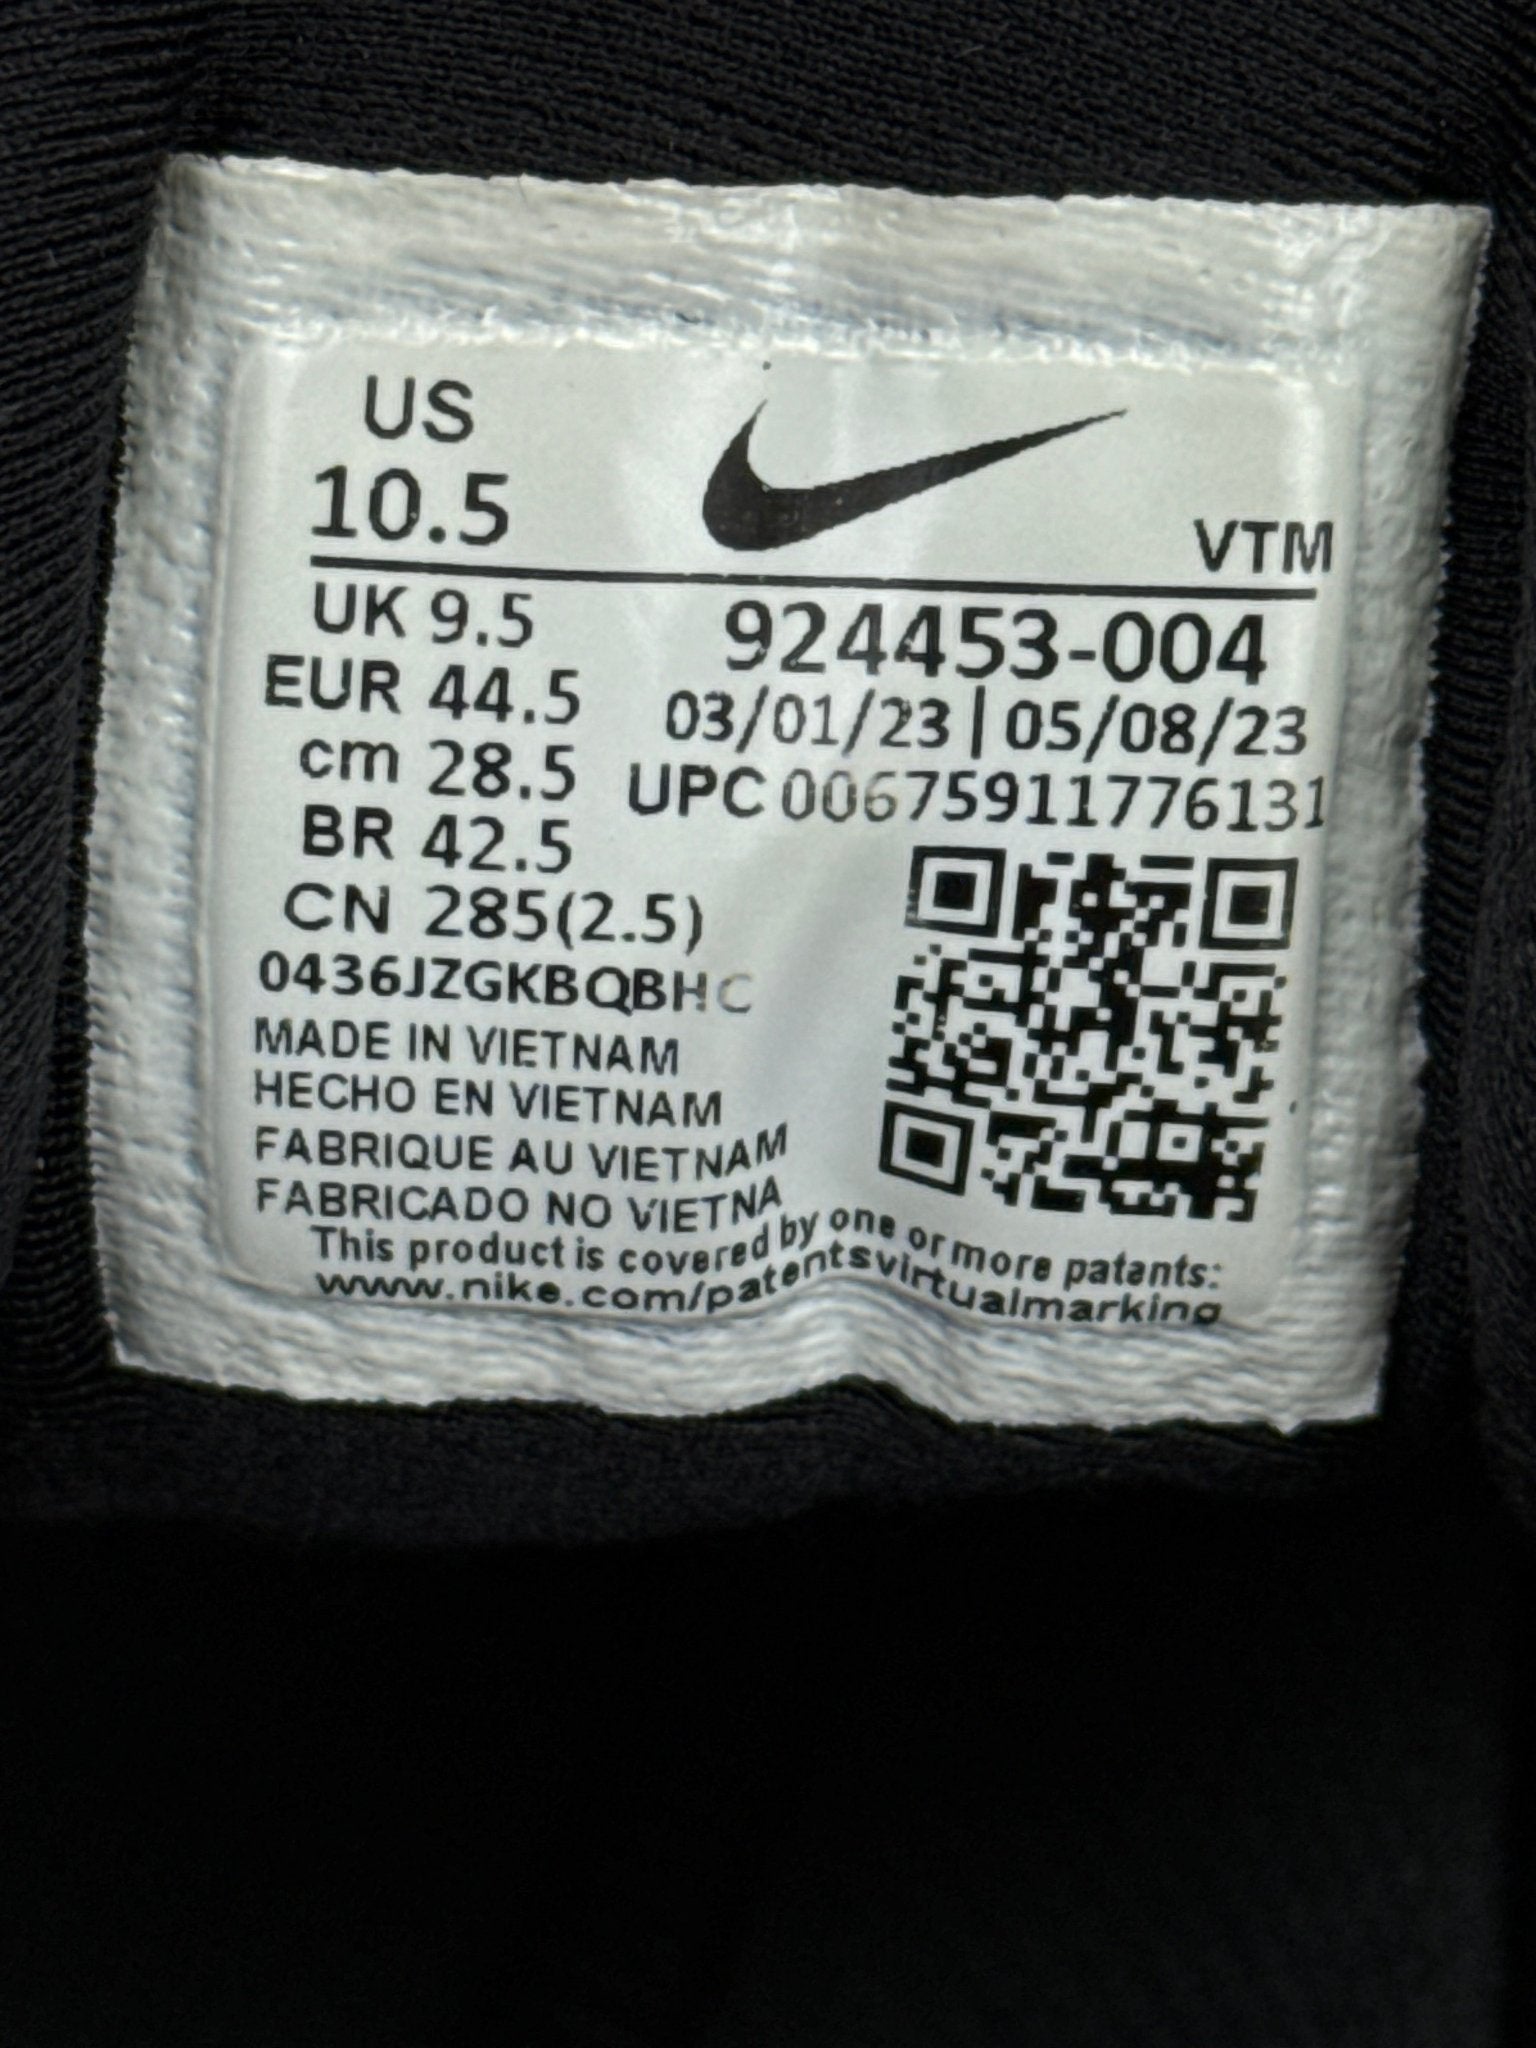 US
10.5
VTM
UK 9.5
EUR 44.5
cm 28.5
BR 42.5
CN 285(2.5)
924453-004
03/01/23 | 05/08/23
UPC 00675911776131
0436JZGKBQBHC
MADE IN VIETNAM
HECHO EN VIETNAM
FABRIQUE AU VIETNAM
FABRICADO NO VIETNA
This product is covered by one or more patents:
www.nike.com/patentsvirtualmarking